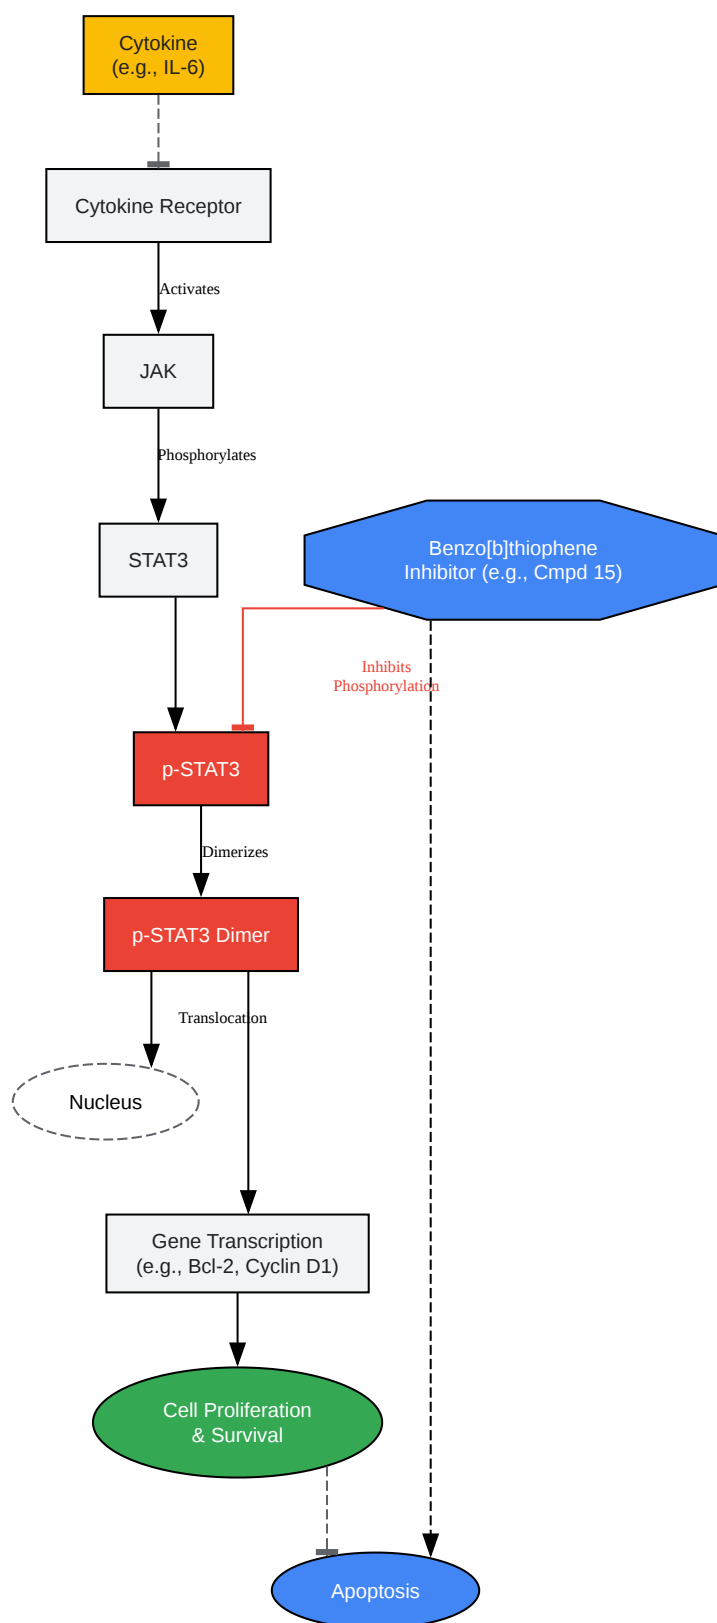 Cytokine
(e.g., IL-6)
Cytokine Receptor
Activates
JAK
Phosphorylates
STAT3
Benzo[b]thiophene
Inhibitor (e.g., Cmpd 15)
Inhibits
Phosphorylation
p-STAT3
Dimerizes
p-STAT3 Dimer
Translocation
Nucleus
Gene Transcription
(e.g., Bcl-2, Cyclin D1)
Cell Proliferation
& Survival
Apoptosis